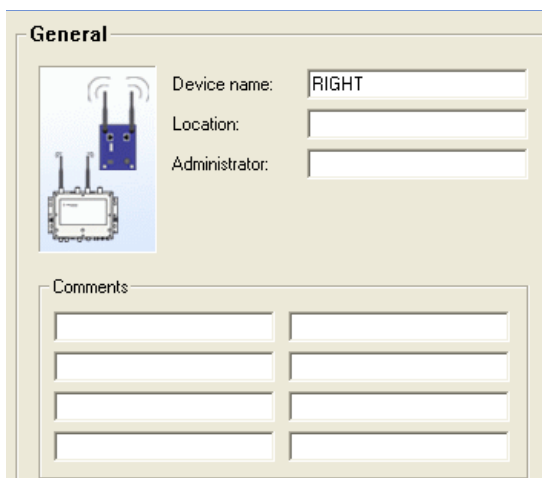 General
Device name: RIGHT
Location:
Administrator:
Comments